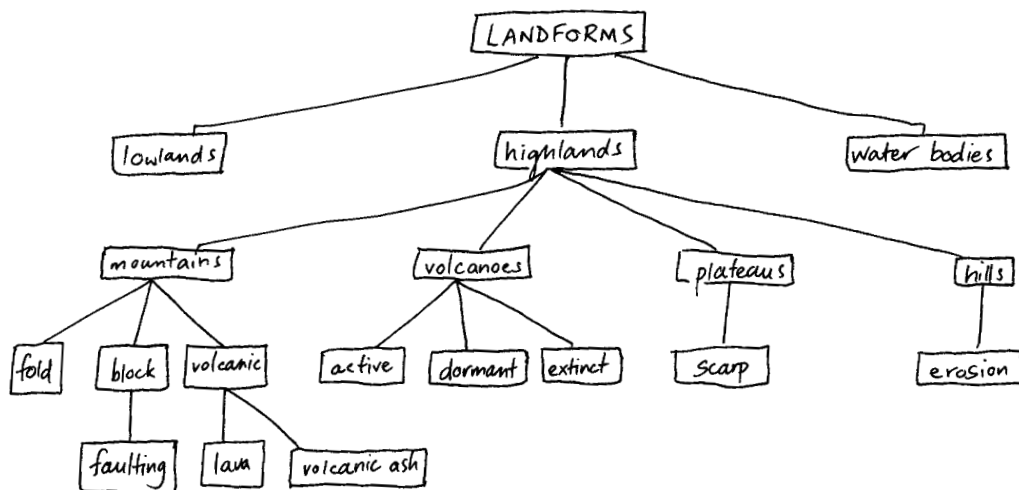 LANDFORMS
lowlands
highlands
water bodies
mountains
volcanoes
plateaus
hills
fold
block
volcanic
active
dormant
extinct
scarp
erasion
faulting
lava
volcanic ash